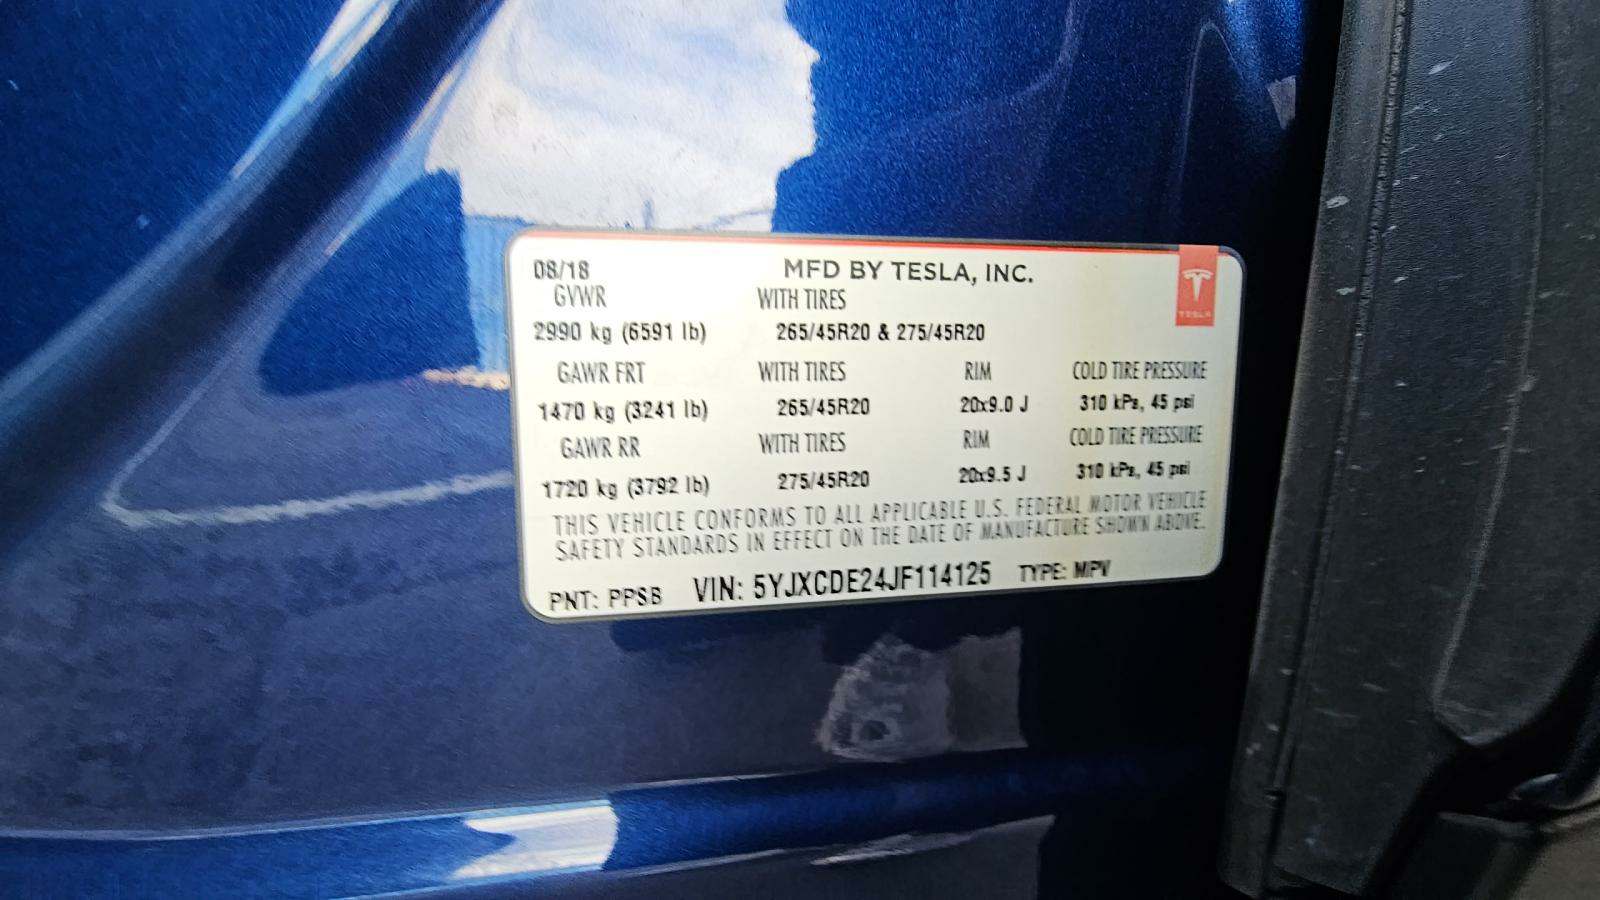 08/18 MFD BY TESLA, INC.
GVWR WITH TIRES
TESLA
2990 kg (6591 lb) 265/45R20 & 275/45R20
GAWR FRT WITH TIRES RIM COLD TIRE PRESSURE
1470 kg (3241 lb) 265/45R20 20x9.0 J 310 kPa, 45 psi
GAWR RR WITH TIRES RIM COLD TIRE PRESSURE
1720 kg (3792 lb) 275/45R20 20x9.5 J 310 kPa, 45 psi
THIS VEHICLE CONFORMS TO ALL APPLICABLE U.S. FEDERAL MOTOR VEHICLE
SAFETY STANDARDS IN EFFECT ON THE DATE OF MANUFACTURE SHOWN ABOVE.
PNT: PPSB VIN: 5YJXCDE24JF114125 TYPE: MPV